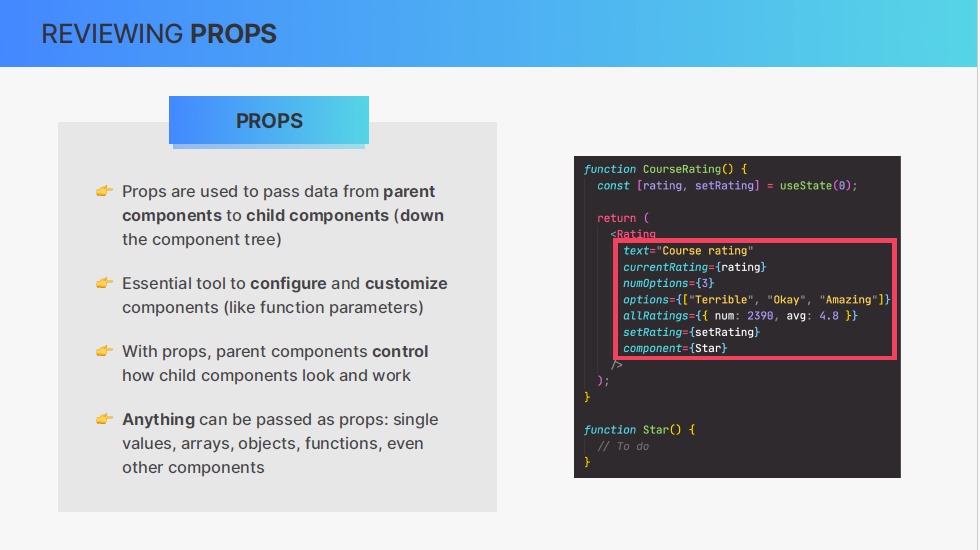 REVIEWING PROPS
PROPS
👉 Props are used to pass data from parent
components to child components (down
the component tree)
👉 Essential tool to configure and customize
components (like function parameters)
👉 With props, parent components control
how child components look and work
👉 Anything can be passed as props: single
values, arrays, objects, functions, even
other components
function CourseRating() {
  const [rating, setRating] = useState(0);
  return (
    <Rating
      text="Course rating"
      currentRating={rating}
      numOptions={3}
      options={["Terrible", "Okay", "Amazing"]}
      allRatings={{ num: 2390, avg: 4.8 }}
      setRating={setRating}
      component={Star}
    />
  );
}
function Star() {
  // To do
}